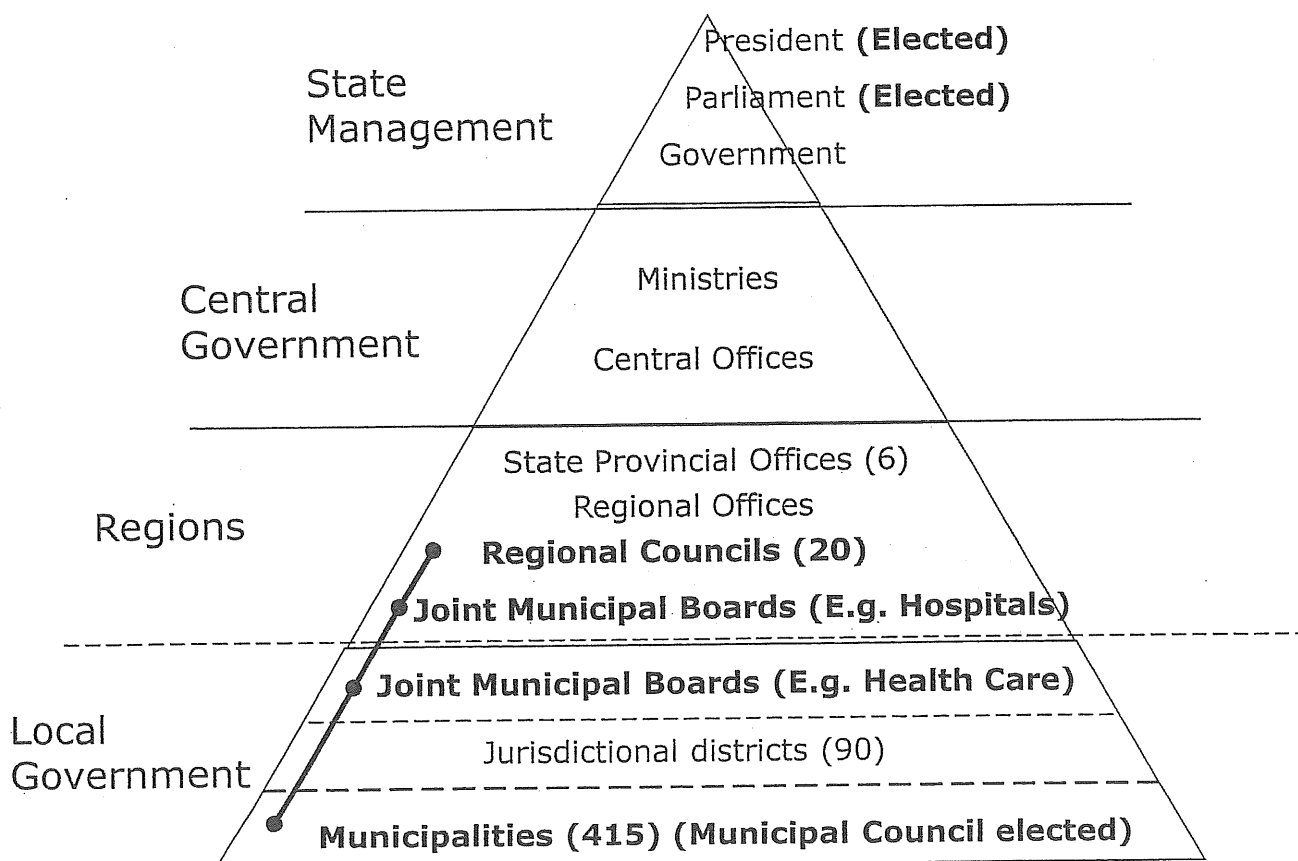 President (Elected)
State
Management
Parliament (Elected)
Government
Central
Government
Ministries
Central Offices
Regions
State Provincial Offices (6)
Regional Offices
Regional Councils (20)
Joint Municipal Boards (E.g. Hospitals)
Local
Government
Joint Municipal Boards (E.g. Health Care)
Jurisdictional districts (90)
Municipalities (415) (Municipal Council elected)